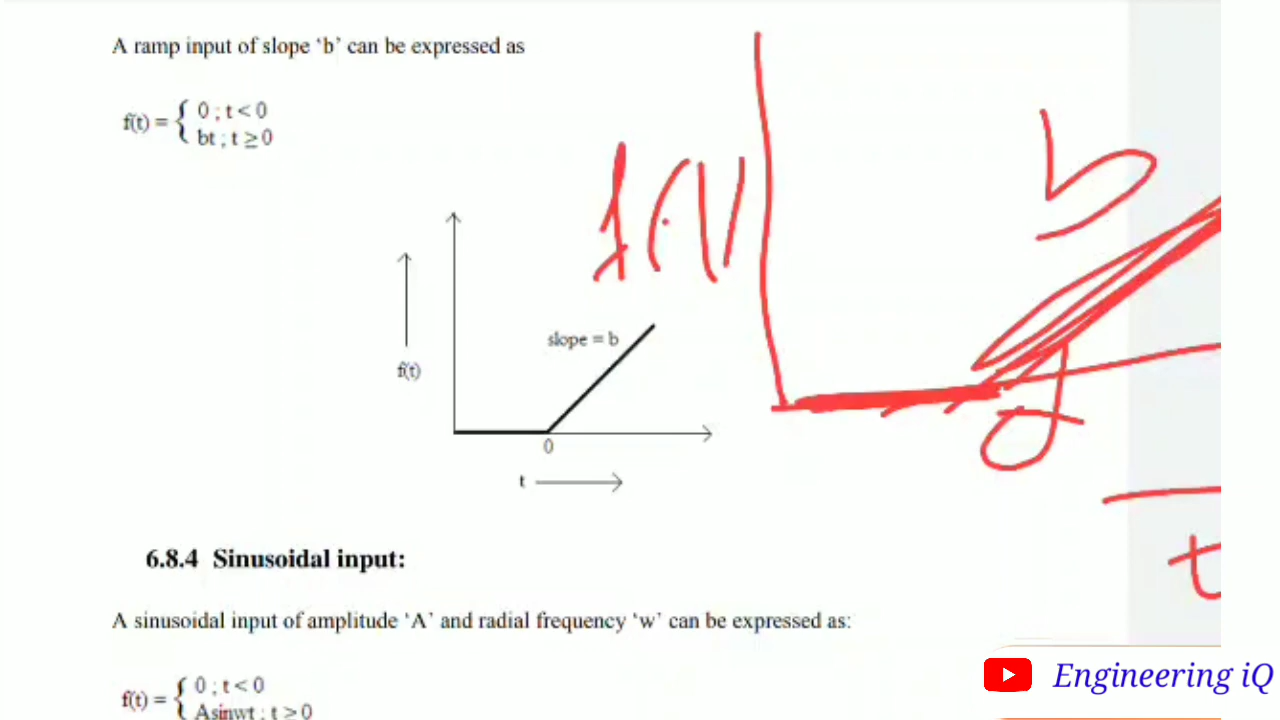 A ramp input of slope ‘b’ can be expressed as
f(t) = { 0 ; t < 0
bt ; t ≥ 0
b
slope = b
f(t)
0
t
t
6.8.4 Sinusoidal input:
A sinusoidal input of amplitude ‘A’ and radial frequency ‘w’ can be expressed as:
f(t) = { 0 ; t < 0
Asinwt ; t ≥ 0
Engineering iQ